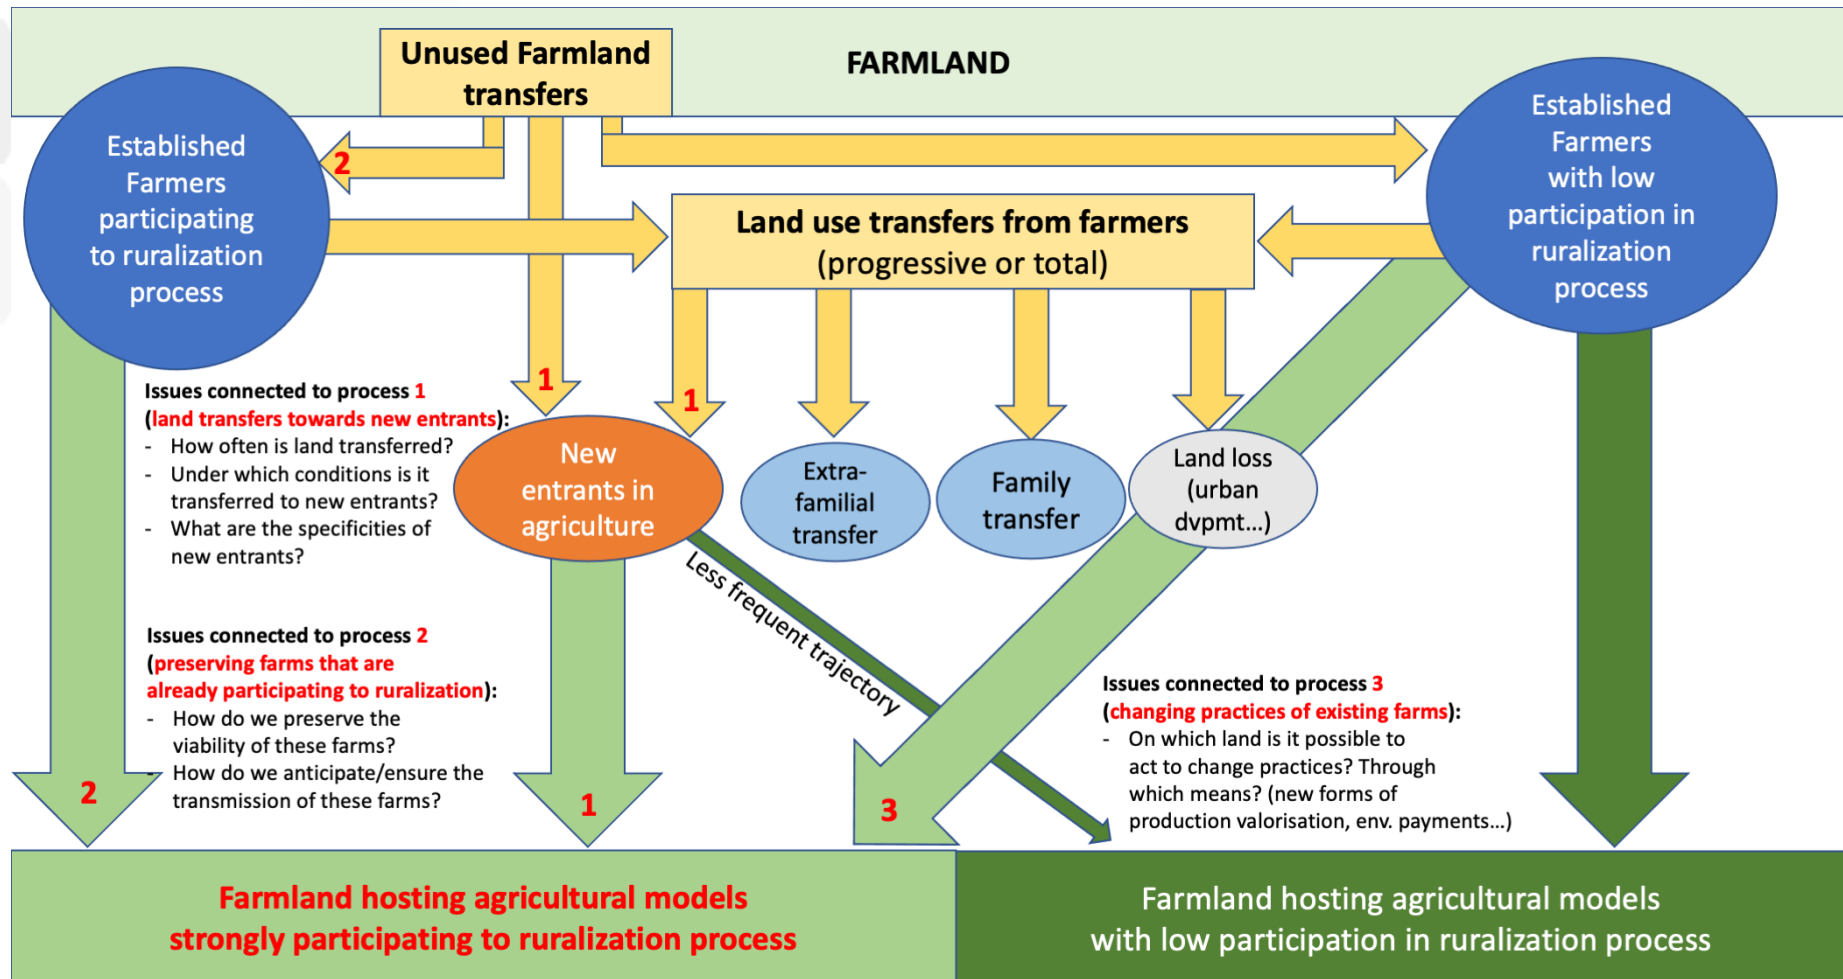 Unused Farmland
transfers
FARMLAND
Established
Farmers
participating
to ruralization
process
Established
Farmers
with low
participation in
ruralization
process
2
Land use transfers from farmers
(progressive or total)
1
1
Issues connected to process 1
(land transfers towards new entrants):
- How often is land transferred?
- Under which conditions is it
transferred to new entrants?
- What are the specificities of
new entrants?
New
entrants in
agriculture
Extra-
familial
transfer
Family
transfer
Land loss
(urban
dvpmt...)
Less frequent trajectory
Issues connected to process 2
(preserving farms that are
already participating to ruralization):
- How do we preserve the
viability of these farms?
- How do we anticipate/ensure the
transmission of these farms?
Issues connected to process 3
(changing practices of existing farms):
- On which land is it possible to
act to change practices? Through
which means? (new forms of
production valorisation, env. payments...)
2
1
3
Farmland hosting agricultural models
strongly participating to ruralization process
Farmland hosting agricultural models
with low participation in ruralization process